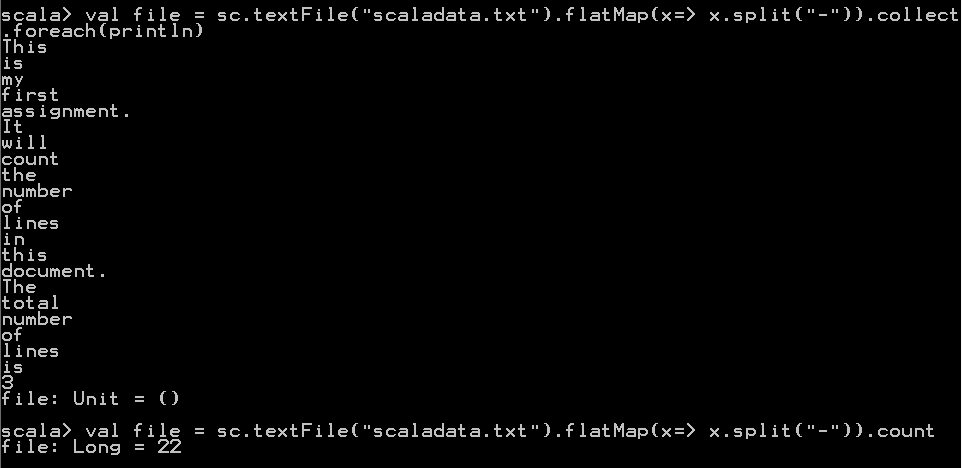 scala> val file = sc.textFile("scaladata.txt").flatMap(x=> x.split("-")).collect
.foreach(println)
This
is
my
first
assignment.
It
will
count
the
number
of
lines
in
this
document.
The
total
number
of
lines
is
3
file: Unit = ()
scala> val file = sc.textFile("scaladata.txt").flatMap(x=> x.split("-")).count
file: Long = 22